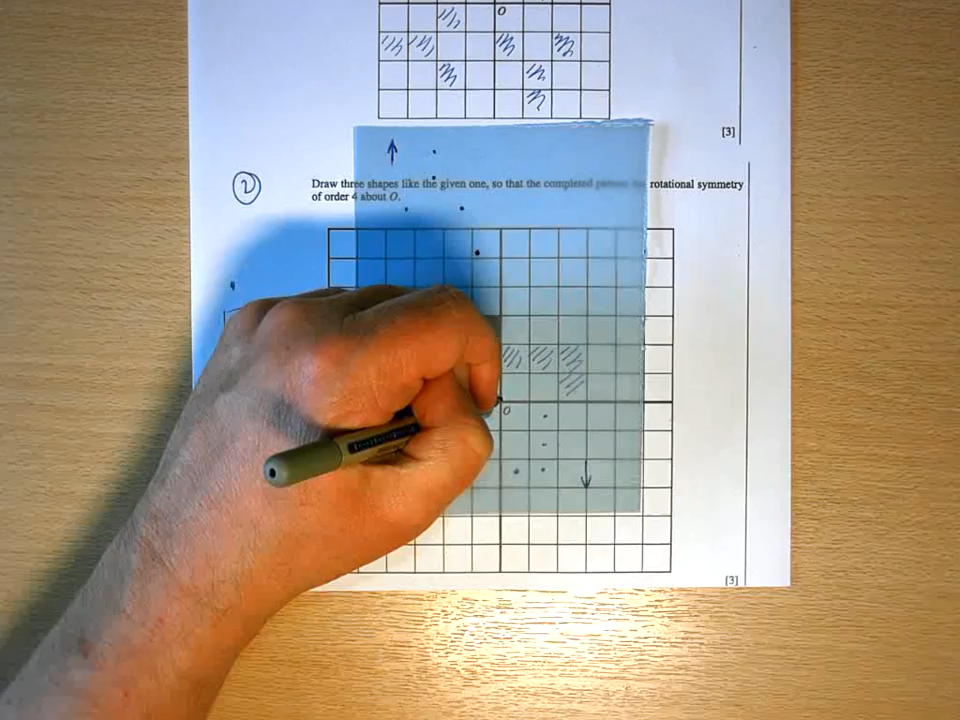 O
[3]
2
Draw three shapes like the given one, so that the completed pattern has rotational symmetry
of order 4 about O.
O
[3]